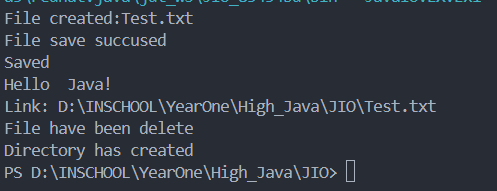 File created:Test.txt
File save succused
Saved
Hello  Java!
Link: D:\INSCHOOL\YearOne\High_Java\JIO\Test.txt
File have been delete
Directory has created
PS D:\INSCHOOL\YearOne\High_Java\JIO>